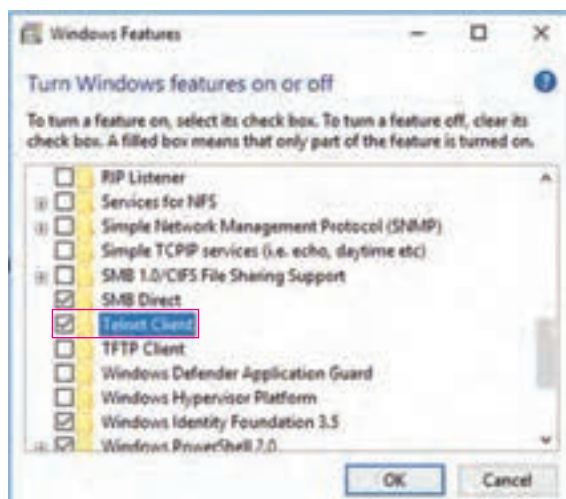 Windows Features
Turn Windows features on or off
To turn a feature on, select its check box. To turn a feature off, clear its
check box. A filled box means that only part of the feature is turned on.
RIP Listener
Services for NFS
Simple Network Management Protocol (SNMP)
Simple TCPIP services (i.e. echo, daytime etc)
SMB 1.0/CIFS File Sharing Support
SMB Direct
Telnet Client
TFTP Client
Windows Defender Application Guard
Windows Hypervisor Platform
Windows Identity Foundation 3.5
Windows PowerShell 2.0
OK
Cancel